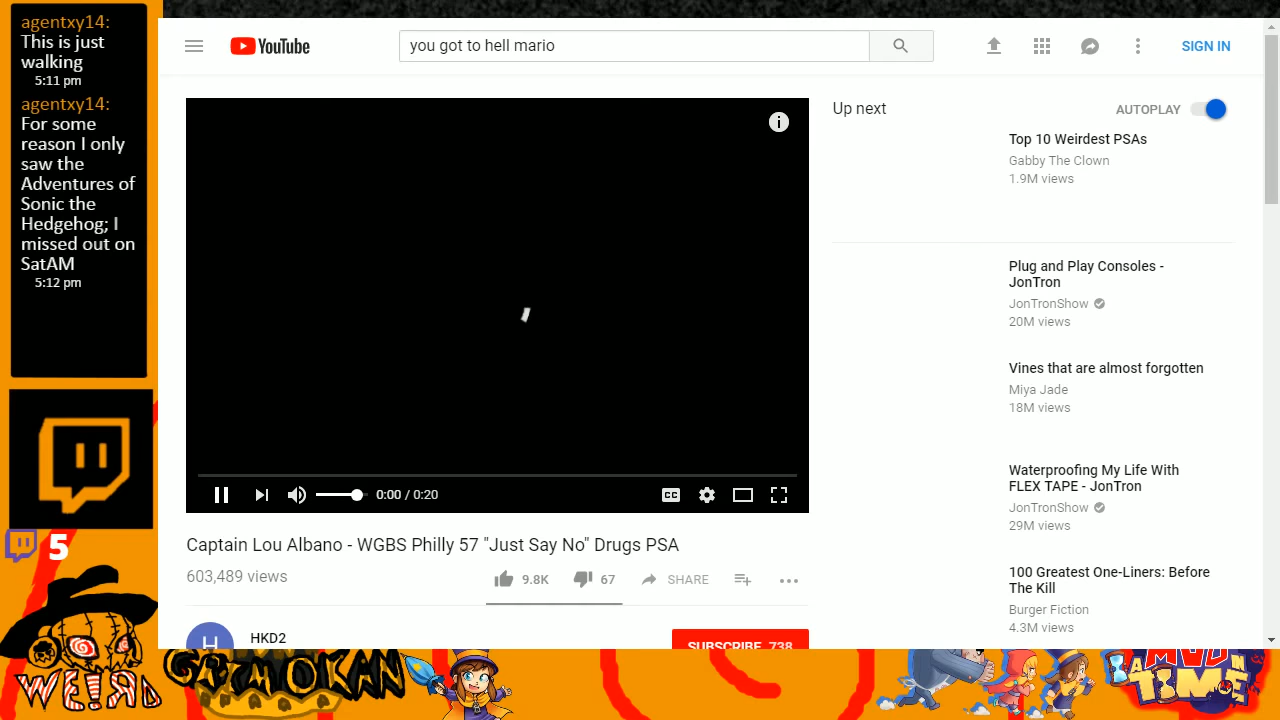 agentxy14:
This is just
walking
5:11 pm
agentxy14:
For some
reason I only
saw the
Adventures of
Sonic the
Hedgehog; I
missed out on
SatAM
5:12 pm
5
WEIRD
GIZMOKAN
YouTube
you got to hell mario
SIGN IN
0:00 / 0:20
CC
Captain Lou Albano - WGBS Philly 57 "Just Say No" Drugs PSA
603,489 views
9.8K
67
SHARE
H
HKD2
SUBSCRIBE 738
Up next
AUTOPLAY
Top 10 Weirdest PSAs
Gabby The Clown
1.9M views
Plug and Play Consoles -
JonTron
JonTronShow
20M views
Vines that are almost forgotten
Miya Jade
18M views
Waterproofing My Life With
FLEX TAPE - JonTron
JonTronShow
29M views
100 Greatest One-Liners: Before
The Kill
Burger Fiction
4.3M views
TIME